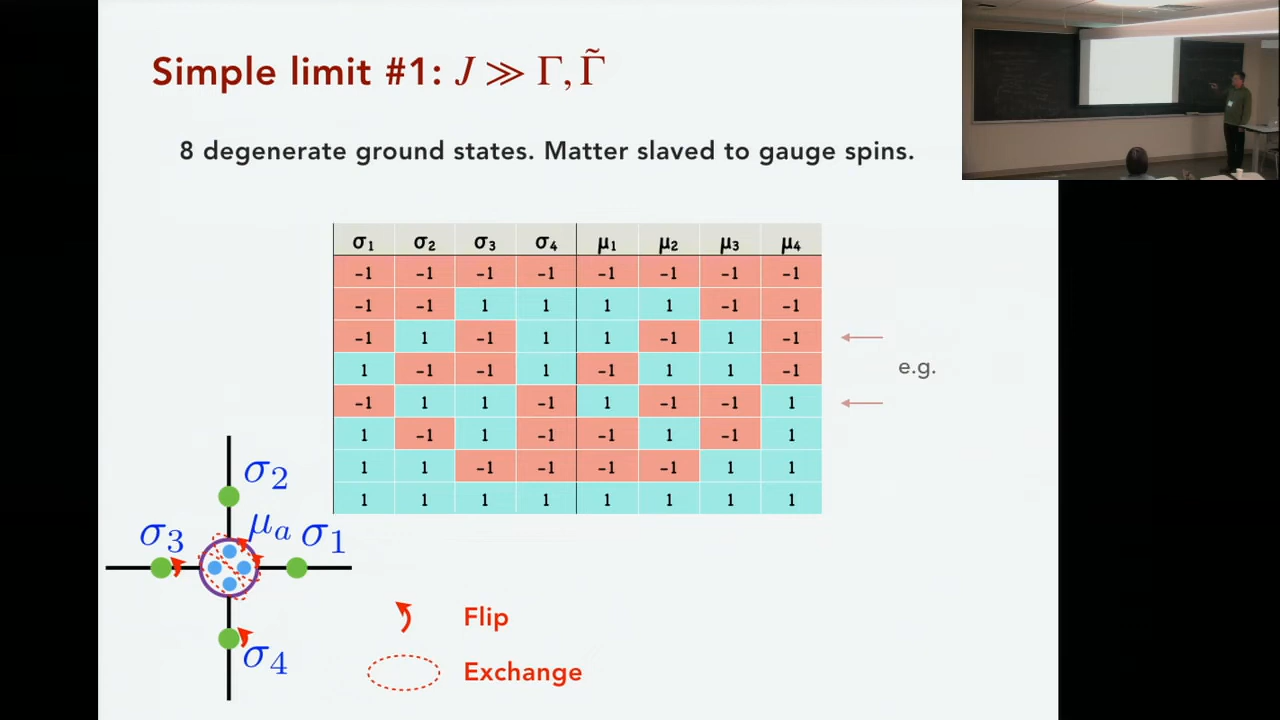 Simple limit #1: J ≫ Γ, Γ̃
8 degenerate ground states. Matter slaved to gauge spins.
σ₁ σ₂ σ₃ σ₄ μ₁ μ₂ μ₃ μ₄
-1 -1 -1 -1 -1 -1 -1 -1
-1 -1 1 1 1 1 -1 -1
-1 1 -1 1 1 -1 1 -1
1 -1 -1 1 -1 1 1 -1
e.g.
-1 1 1 -1 1 -1 -1 1
1 -1 1 -1 -1 1 -1 1
1 1 -1 -1 -1 -1 1 1
1 1 1 1 1 1 1 1
σ₂
σ₃ μₐ σ₁
Flip
σ₄
Exchange